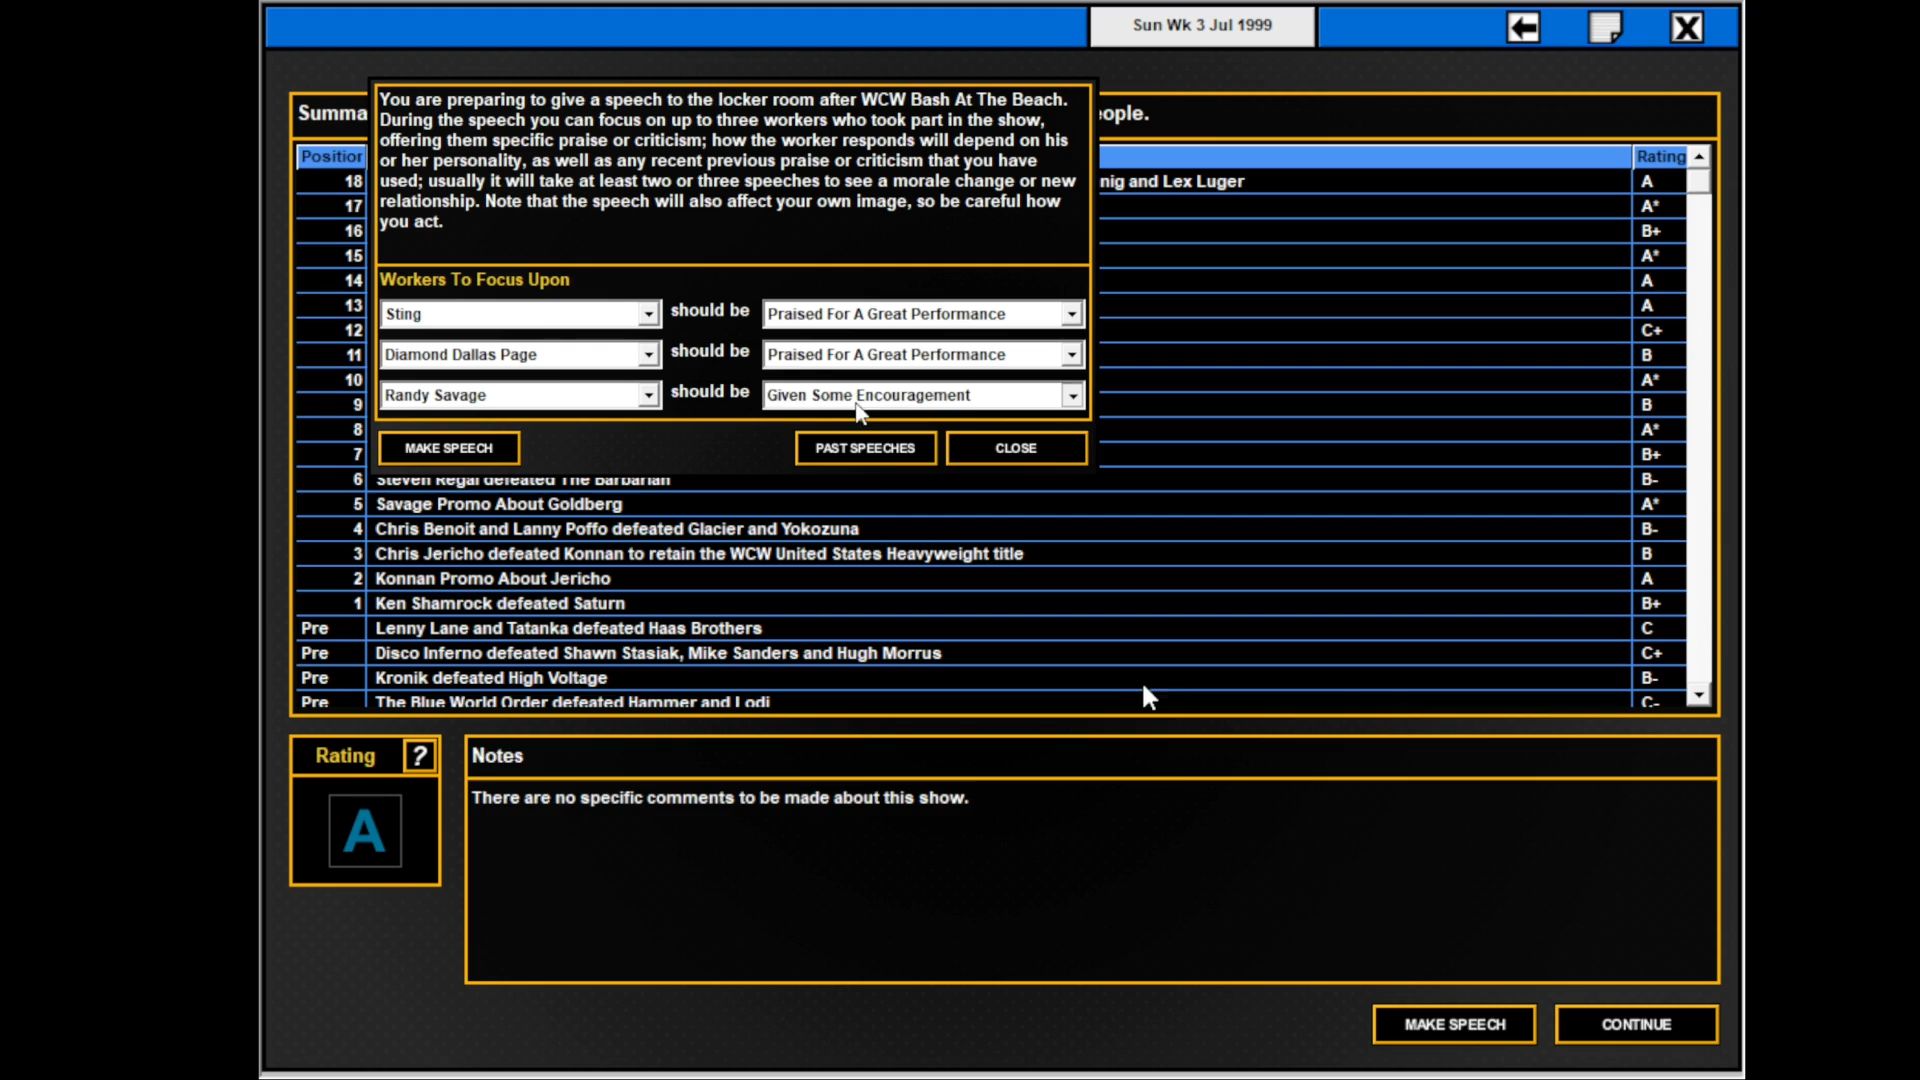 Sun Wk 3 Jul 1999
X
Summa
eople.
You are preparing to give a speech to the locker room after WCW Bash At The Beach.
During the speech you can focus on up to three workers who took part in the show,
offering them specific praise or criticism; how the worker responds will depend on his
or her personality, as well as any recent previous praise or criticism that you have
used; usually it will take at least two or three speeches to see a morale change or new
relationship. Note that the speech will also affect your own image, so be careful how
you act.
Workers To Focus Upon
Sting should be Praised For A Great Performance
Diamond Dallas Page should be Praised For A Great Performance
Randy Savage should be Given Some Encouragement
MAKE SPEECH PAST SPEECHES CLOSE
Position Rating
18 nig and Lex Luger A
17 A*
16 B+
15 A*
14 A
13 A
12 C+
11 B
10 A*
9 B
8 A*
7 B+
6 Steven Regal defeated The Barbarian B-
5 Savage Promo About Goldberg A*
4 Chris Benoit and Lanny Poffo defeated Glacier and Yokozuna B-
3 Chris Jericho defeated Konnan to retain the WCW United States Heavyweight title B
2 Konnan Promo About Jericho A
1 Ken Shamrock defeated Saturn B+
Pre Lenny Lane and Tatanka defeated Haas Brothers C
Pre Disco Inferno defeated Shawn Stasiak, Mike Sanders and Hugh Morrus C+
Pre Kronik defeated High Voltage B-
Pre The Blue World Order defeated Hammer and Lodi C-
Rating ?
A
Notes
There are no specific comments to be made about this show.
MAKE SPEECH CONTINUE